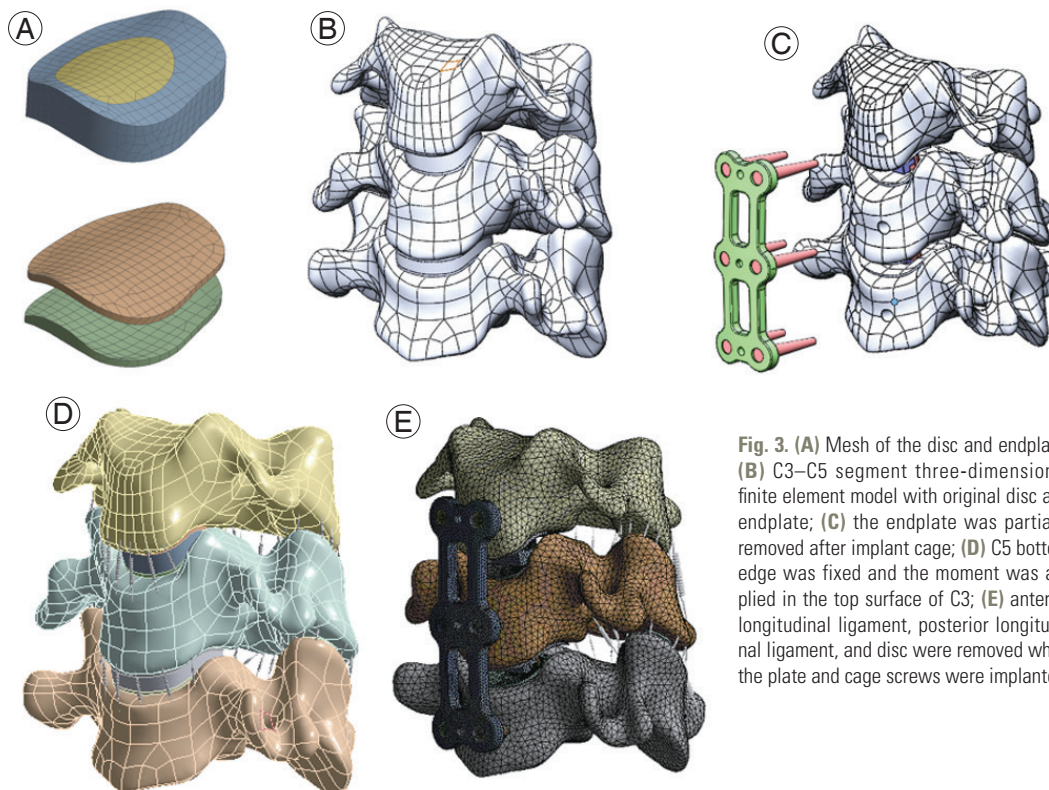 A
B
C
D
E
Fig. 3. (A) Mesh of the disc and endpla
(B) C3–C5 segment three-dimension
finite element model with original disc a
endplate; (C) the endplate was partia
removed after implant cage; (D) C5 botto
edge was fixed and the moment was a
plied in the top surface of C3; (E) anter
longitudinal ligament, posterior longitu
nal ligament, and disc were removed wh
the plate and cage screws were implante